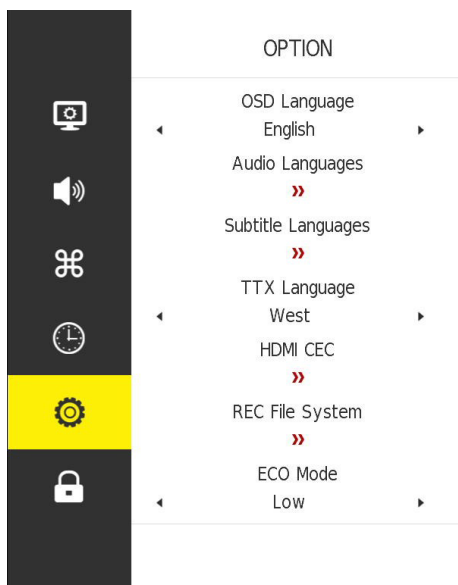 OPTION
OSD Language
English
Audio Languages
»
Subtitle Languages
»
TTX Language
West
HDMI CEC
»
REC File System
»
ECO Mode
Low